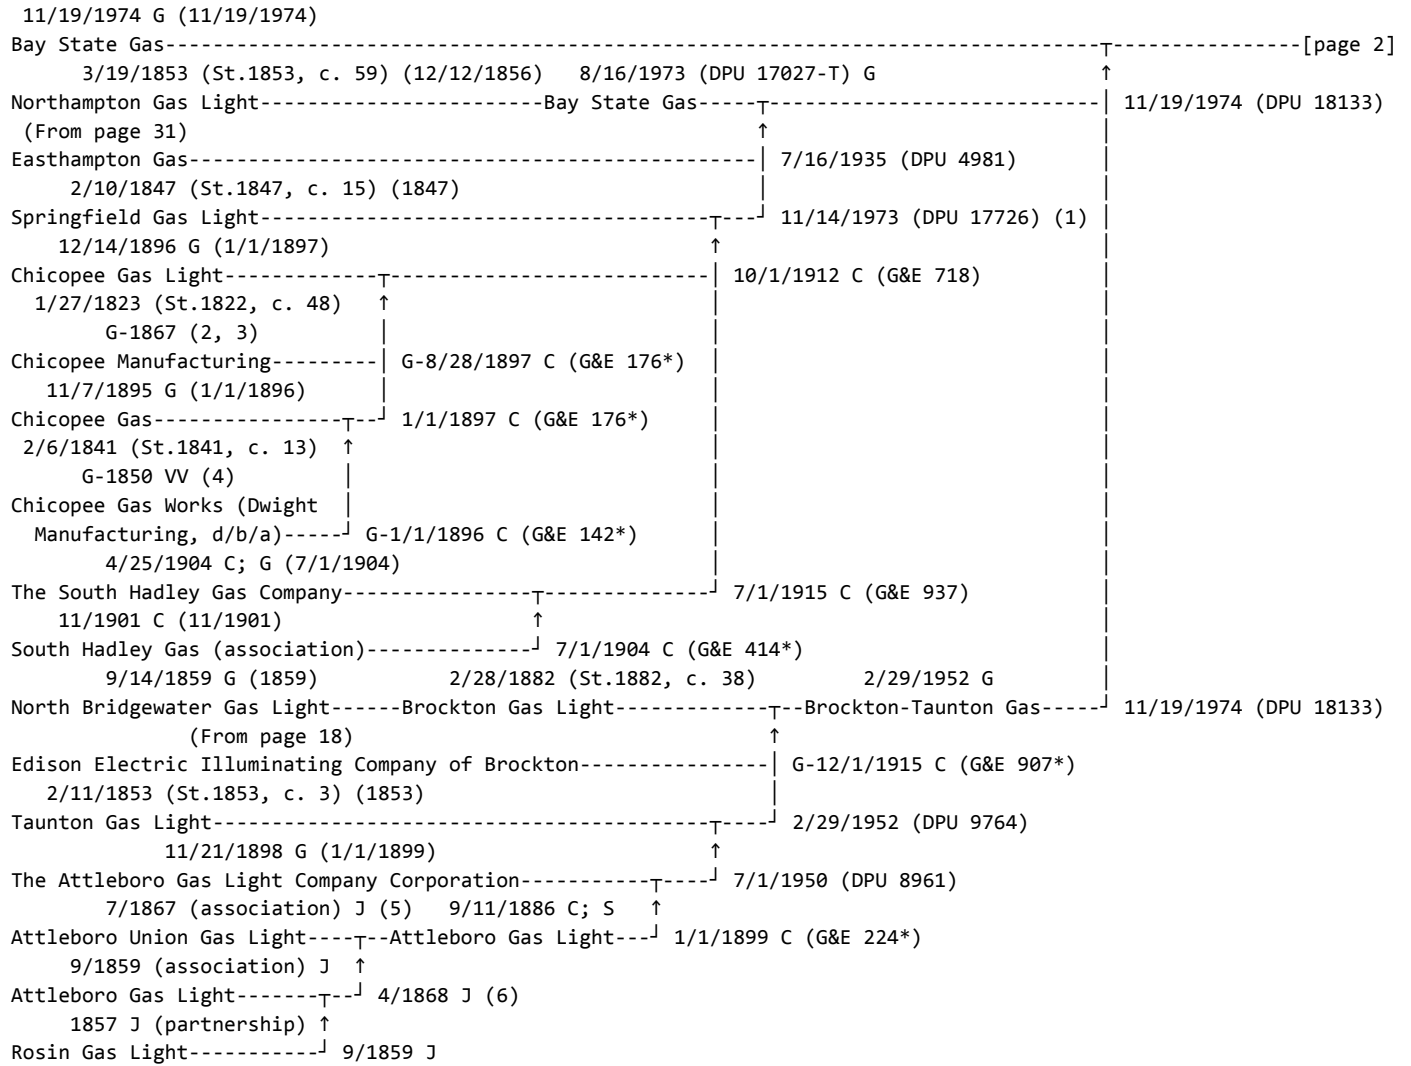 11/19/1974 G (11/19/1974)
Bay State Gas-------------------------------------------------------------------------------┬----------------[page 2]
      3/19/1853 (St.1853, c. 59) (12/12/1856)   8/16/1973 (DPU 17027-T) G                   ↑
Northampton Gas Light------------------------Bay State Gas-----┬----------------------------│ 11/19/1974 (DPU 18133)
 (From page 31)                                                ↑                            │
Easthampton Gas------------------------------------------------│ 7/16/1935 (DPU 4981)       │
     2/10/1847 (St.1847, c. 15) (1847)                         │                            │
Springfield Gas Light--------------------------------------┬---┘ 11/14/1973 (DPU 17726) (1) │
    12/14/1896 G (1/1/1897)                                ↑                                │
Chicopee Gas Light-------------┬---------------------------│ 10/1/1912 C (G&E 718)          │
  1/27/1823 (St.1822, c. 48)   ↑                           │                                │
        G-1867 (2, 3)          │                           │                                │
Chicopee Manufacturing---------│ G-8/28/1897 C (G&E 176*)  │                                │
   11/7/1895 G (1/1/1896)      │                           │                                │
Chicopee Gas----------------┬--┘ 1/1/1897 C (G&E 176*)     │                                │
 2/6/1841 (St.1841, c. 13)  ↑                              │                                │
      G-1850 VV (4)         │                              │                                │
Chicopee Gas Works (Dwight  │                              │                                │
  Manufacturing, d/b/a)-----┘ G-1/1/1896 C (G&E 142*)      │                                │
        4/25/1904 C; G (7/1/1904)                          │                                │
The South Hadley Gas Company----------------┬--------------┘ 7/1/1915 C (G&E 937)           │
    11/1901 C (11/1901)                     ↑                                               │
South Hadley Gas (association)--------------┘ 7/1/1904 C (G&E 414*)                         │
        9/14/1859 G (1859)           2/28/1882 (St.1882, c. 38)         2/29/1952 G         │
North Bridgewater Gas Light------Brockton Gas Light-------------┬--Brockton-Taunton Gas-----┘ 11/19/1974 (DPU 18133)
               (From page 18)                                   ↑
Edison Electric Illuminating Company of Brockton----------------│ G-12/1/1915 C (G&E 907*)
   2/11/1853 (St.1853, c. 3) (1853)                             │
Taunton Gas Light------------------------------------------┬----┘ 2/29/1952 (DPU 9764)
             11/21/1898 G (1/1/1899)                       ↑
The Attleboro Gas Light Company Corporation-----------┬----┘ 7/1/1950 (DPU 8961)
        7/1867 (association) J (5)   9/11/1886 C; S   ↑
Attleboro Union Gas Light----┬--Attleboro Gas Light---┘ 1/1/1899 C (G&E 224*)
     9/1859 (association) J  ↑
Attleboro Gas Light-------┬--┘ 4/1868 J (6)
     1857 J (partnership) ↑
Rosin Gas Light-----------┘ 9/1859 J